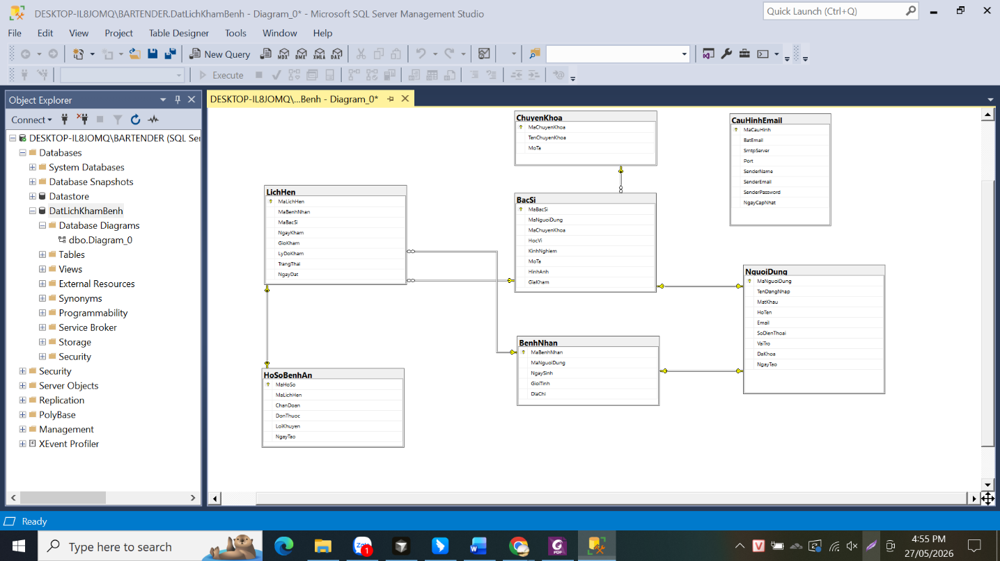 DESKTOP-IL8JOMQ\BARTENDER.DatLichKhamBenh - Diagram_0* - Microsoft SQL Server Management Studio
Quick Launch (Ctrl+Q)
File Edit View Project Table Designer Tools Window Help
New Query
MDX DMX XMLA DAX
Execute
Object Explorer
DESKTOP-IL8JOMQ\...Benh - Diagram_0*
Connect
DESKTOP-IL8JOMQ\BARTENDER (SQL Ser
Databases
System Databases
Database Snapshots
Datastore
DatLichKhamBenh
Database Diagrams
dbo.Diagram_0
Tables
Views
External Resources
Synonyms
Programmability
Service Broker
Storage
Security
Security
Server Objects
Replication
PolyBase
Management
XEvent Profiler
ChuyenKhoa
MaChuyenKhoa
TenChuyenKhoa
MoTa
CauHinhEmail
MaCauHinh
BatEmail
SmtpServer
Port
SenderName
SenderEmail
SenderPassword
NgayCapNhat
LichHen
MaLichHen
MaBenhNhan
MaBacSi
NgayKham
GioKham
LyDoKham
TrangThai
NgayDat
BacSi
MaBacSi
MaNguoiDung
MaChuyenKhoa
HocVi
KinhNghiem
MoTa
HinhAnh
GiaKham
NguoiDung
MaNguoiDung
TenDangNhap
MatKhau
HoTen
Email
SoDienThoai
VaiTro
DaKhoa
NgayTao
BenhNhan
MaBenhNhan
MaNguoiDung
NgaySinh
GioiTinh
DiaChi
HoSoBenhAn
MaHoSo
MaLichHen
ChanDoan
DonThuoc
LoiKhuyen
NgayTao
Ready
Type here to search
Zalo
1
W
PDF
V
4:55 PM
27/05/2026